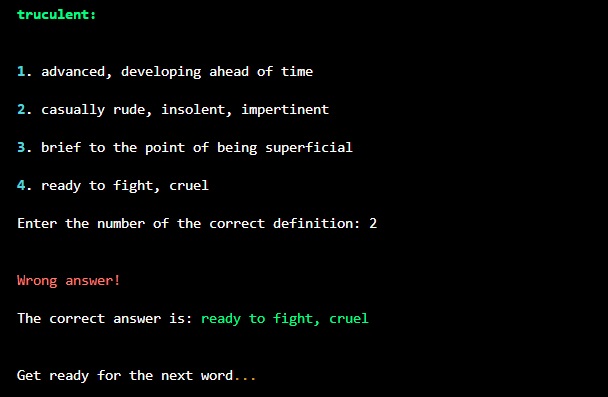 truculent:
1. advanced, developing ahead of time
2. casually rude, insolent, impertinent
3. brief to the point of being superficial
4. ready to fight, cruel
Enter the number of the correct definition: 2
Wrong answer!
The correct answer is: ready to fight, cruel
Get ready for the next word...